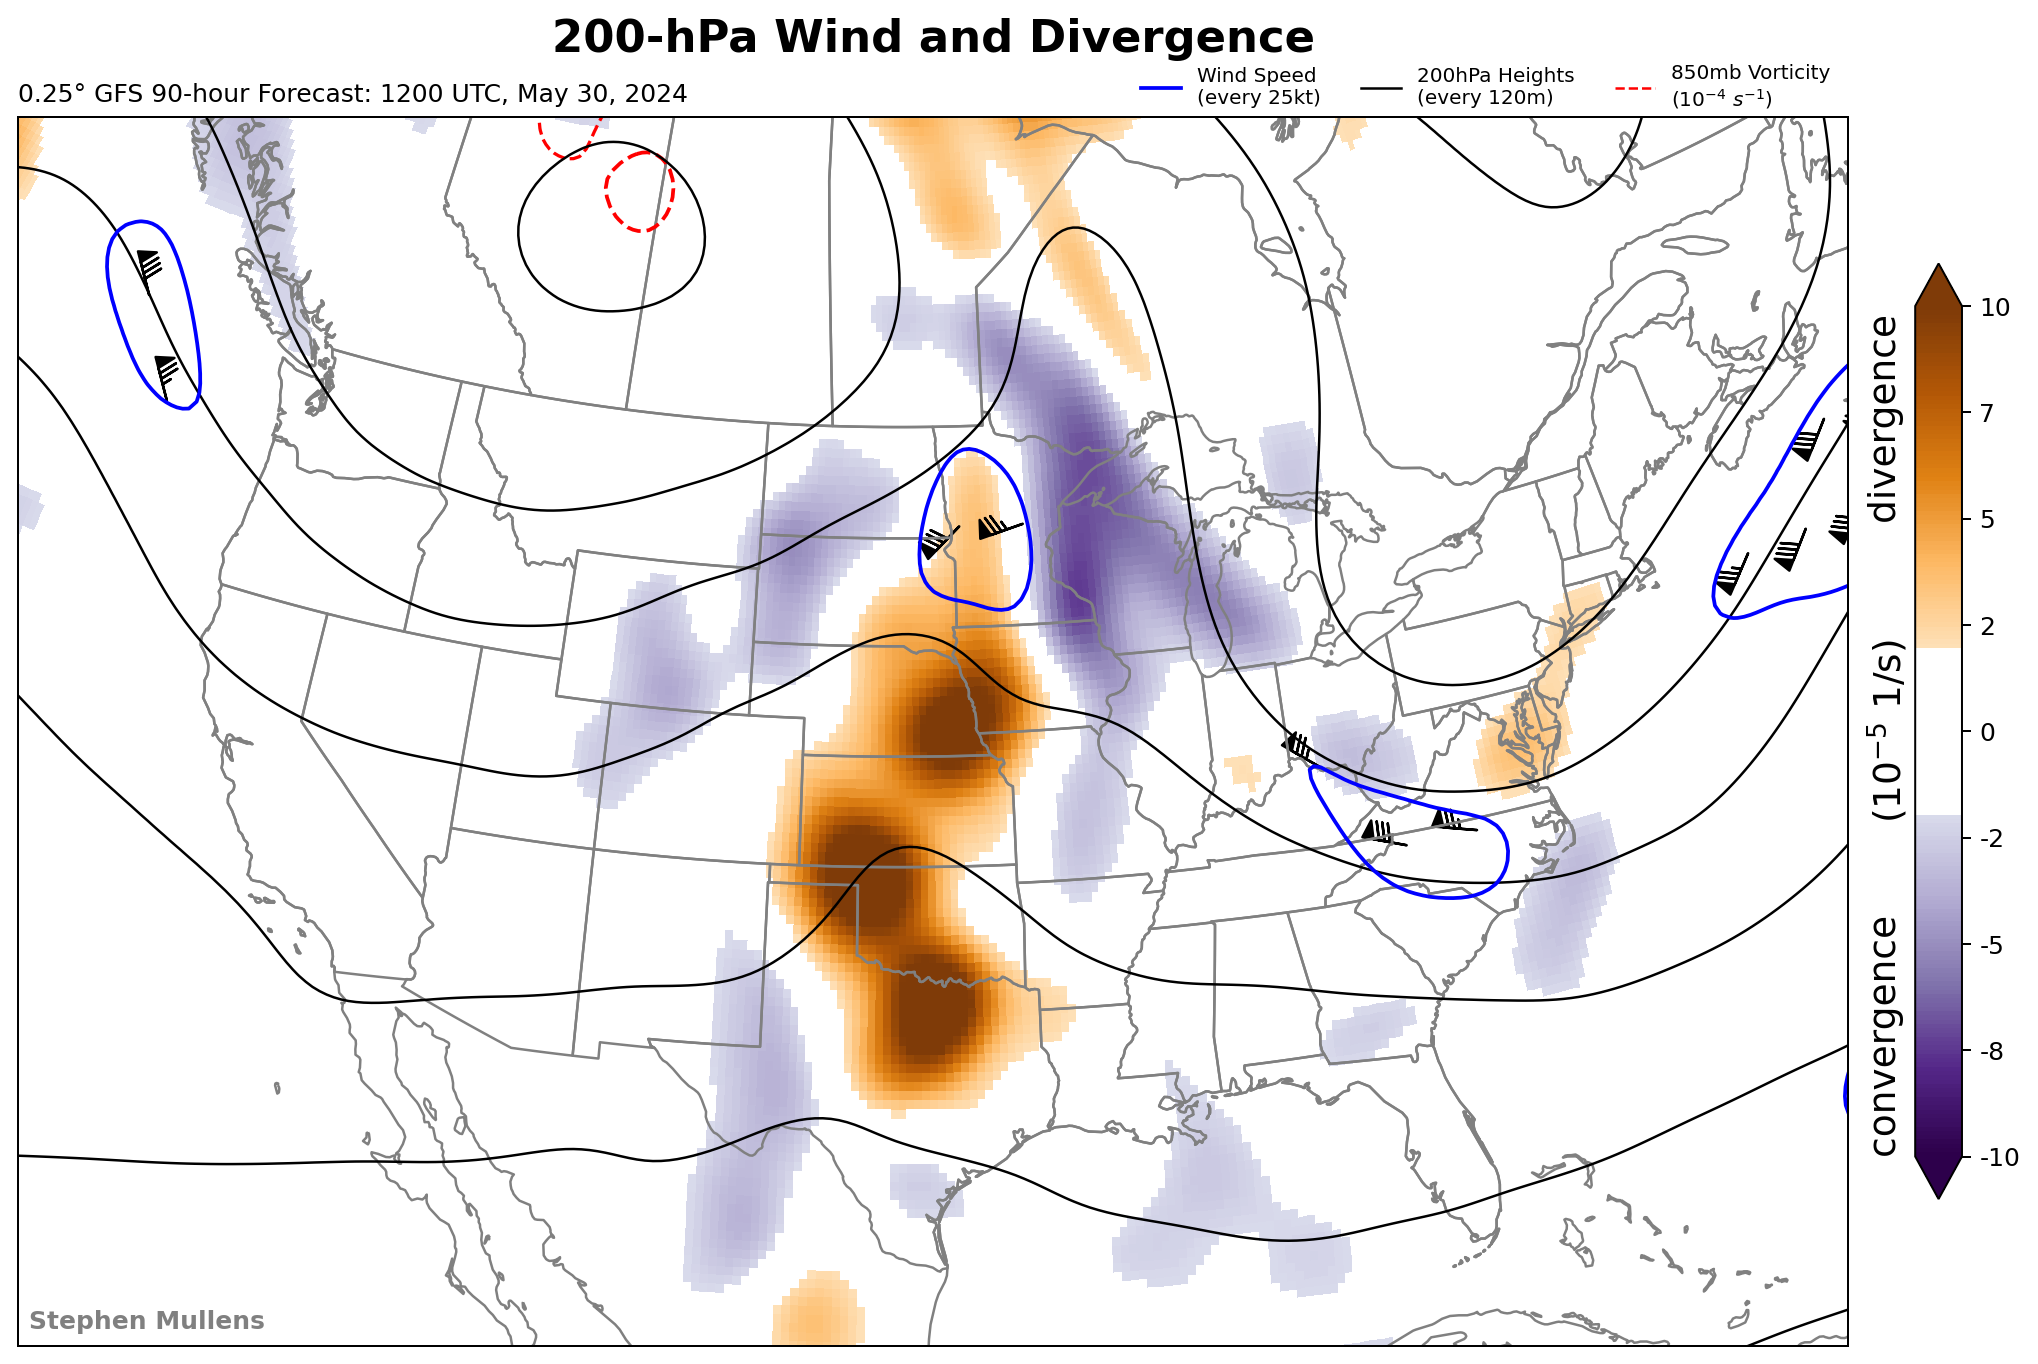 200-hPa Wind and Divergence
0.25° GFS 90-hour Forecast: 1200 UTC, May 30, 2024
Wind Speed
(every 25kt)
200hPa Heights
(every 120m)
850mb Vorticity
(10⁻⁴ s⁻¹)
10
7
5
2
0
-2
-5
-8
-10
convergence (10⁻⁵ 1/s) divergence
Stephen Mullens